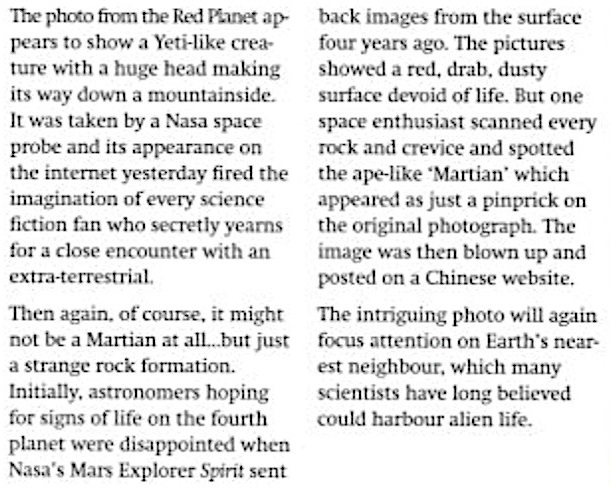 The photo from the Red Planet ap-
pears to show a Yeti-like crea-
ture with a huge head making
its way down a mountainside.
It was taken by a Nasa space
probe and its appearance on
the internet yesterday fired the
imagination of every science
fiction fan who secretly yearns
for a close encounter with an
extra-terrestrial.
Then again, of course, it might
not be a Martian at all...but just
a strange rock formation.
Initially, astronomers hoping
for signs of life on the fourth
planet were disappointed when
Nasa's Mars Explorer Spirit sent
back images from the surface
four years ago. The pictures
showed a red, drab, dusty
surface devoid of life. But one
space enthusiast scanned every
rock and crevice and spotted
the ape-like 'Martian' which
appeared as just a pinprick on
the original photograph. The
image was then blown up and
posted on a Chinese website.
The intriguing photo will again
focus attention on Earth's near-
est neighbour, which many
scientists have long believed
could harbour alien life.